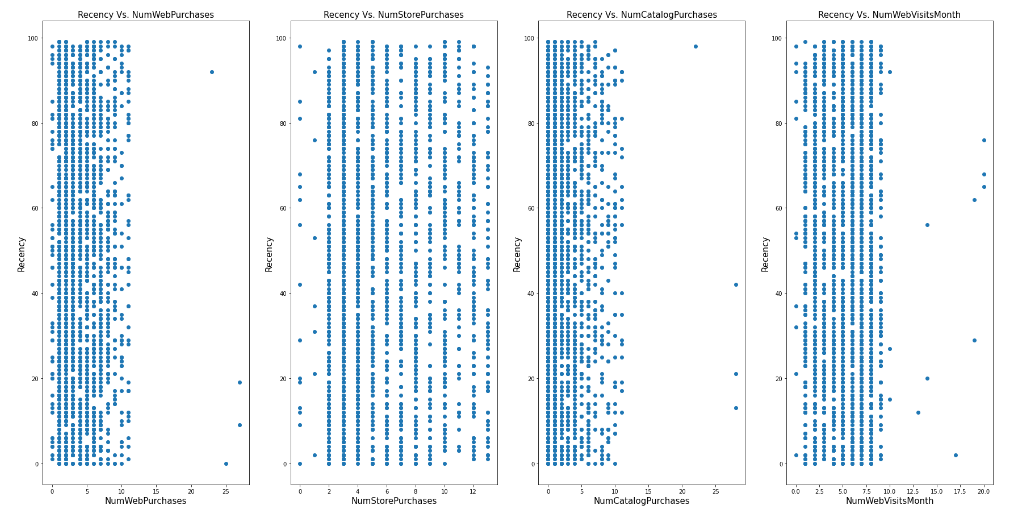 Recency Vs. NumWebPurchases
Recency Vs. NumStorePurchases
Recency Vs. NumCatalogPurchases
Recency Vs. NumWebVisitsMonth
100
80
60
40
20
0
Recency
0 5 10 15 20 25
NumWebPurchases
100
80
60
40
20
0
Recency
0 2 4 6 8 10 12
NumStorePurchases
100
80
60
40
20
0
Recency
0 5 10 15 20 25
NumCatalogPurchases
100
80
60
40
20
0
Recency
0.0 2.5 5.0 7.5 10.0 12.5 15.0 17.5 20.0
NumWebVisitsMonth